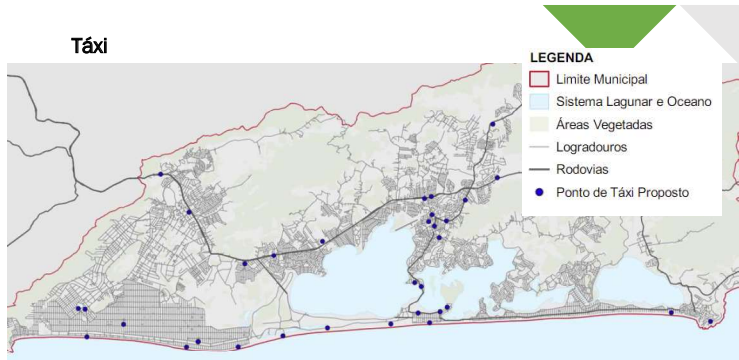 Táxi
LEGENDA
Limite Municipal
Sistema Lagunar e Oceano
Áreas Vegetadas
Logradouros
Rodovias
Ponto de Táxi Proposto